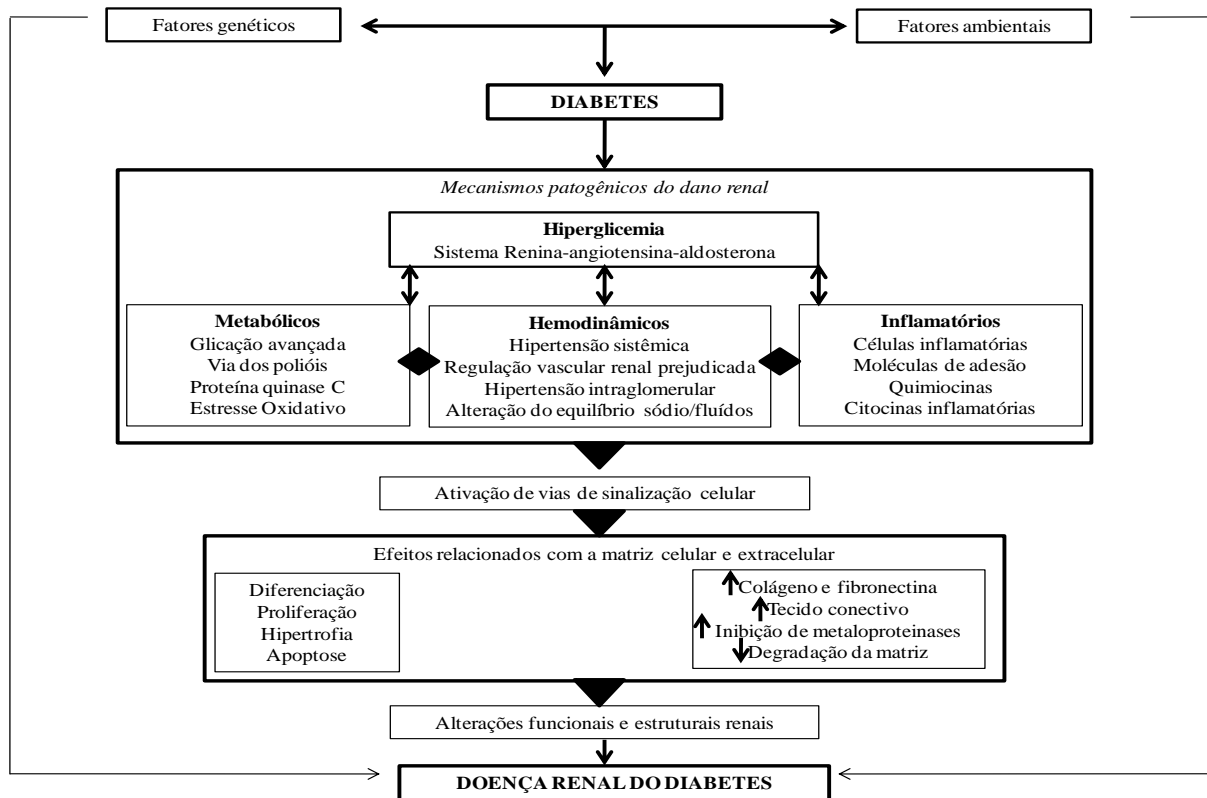 Fatores genéticos
Fatores ambientais
DIABETES
Mecanismos patogênicos do dano renal
Hiperglicemia
Sistema Renina-angiotensina-aldosterona
Metabólicos
Glicação avançada
Via dos polióis
Proteína quinase C
Estresse Oxidativo
Hemodinâmicos
Hipertensão sistêmica
Regulação vascular renal prejudicada
Hipertensão intraglomerular
Alteração do equilíbrio sódio/fluídos
Inflamatórios
Células inflamatórias
Moléculas de adesão
Quimiocinas
Citocinas inflamatórias
Ativação de vias de sinalização celular
Efeitos relacionados com a matriz celular e extracelular
Diferenciação
Proliferação
Hipertrofia
Apoptose
Colágeno e fibronectina
Tecido conectivo
Inibição de metaloproteinases
Degradação da matriz
Alterações funcionais e estruturais renais
DOENÇA RENAL DO DIABETES